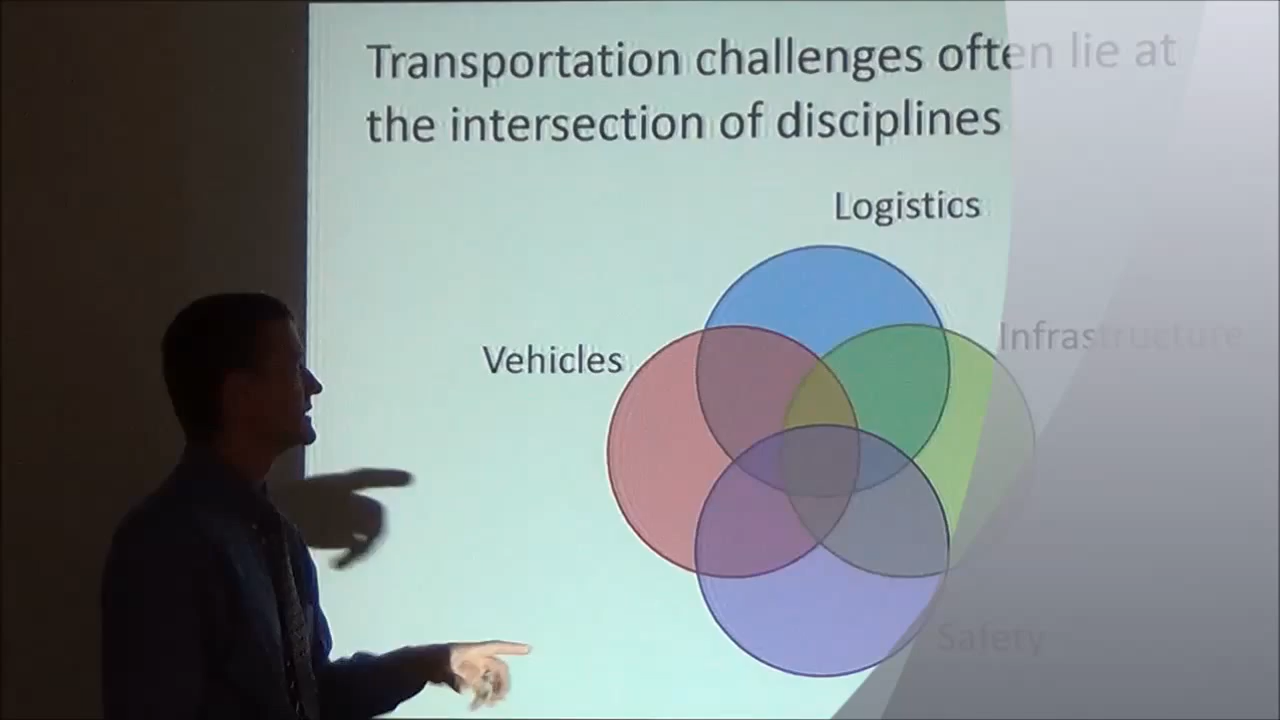 Transportation challenges often lie at
the intersection of disciplines
Logistics
Infrastructure
Vehicles
Safety